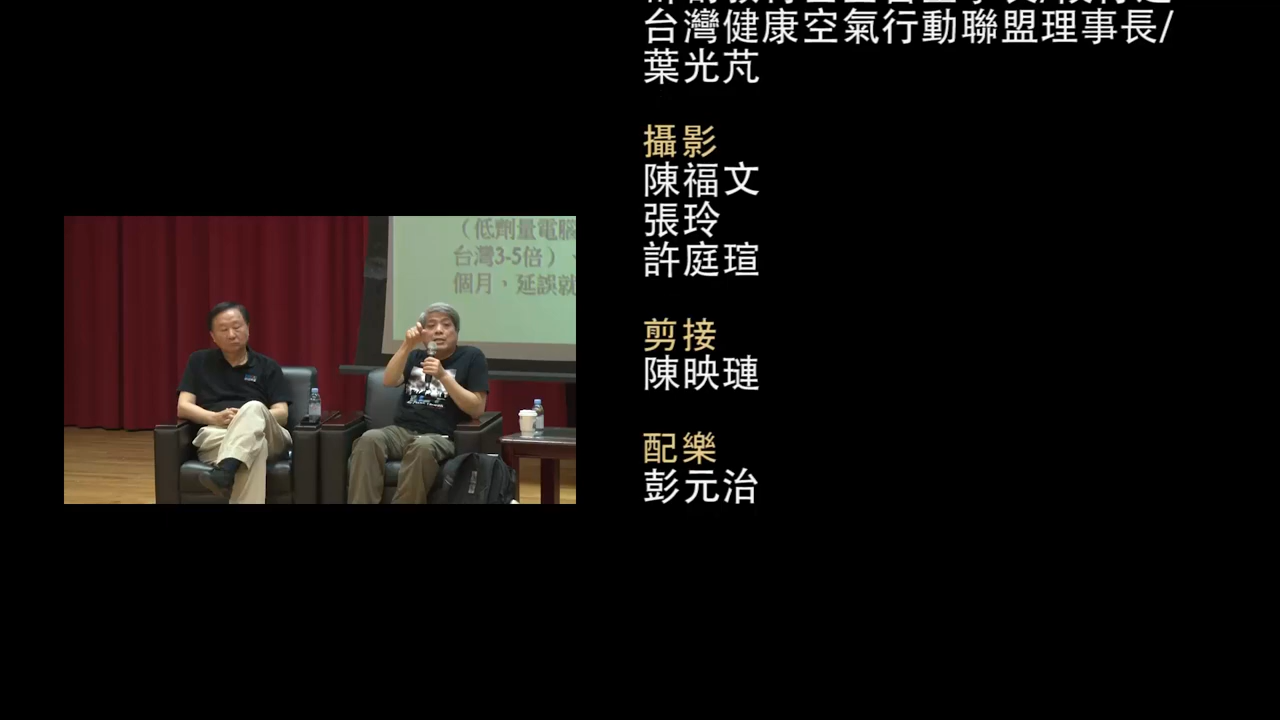 台灣健康空氣行動聯盟理事長/
葉光芃
攝影
陳福文
張玲
許庭瑄
剪接
陳映璉
配樂
彭元治
（低劑量電腦
台灣3-5倍）、
個月，延誤就